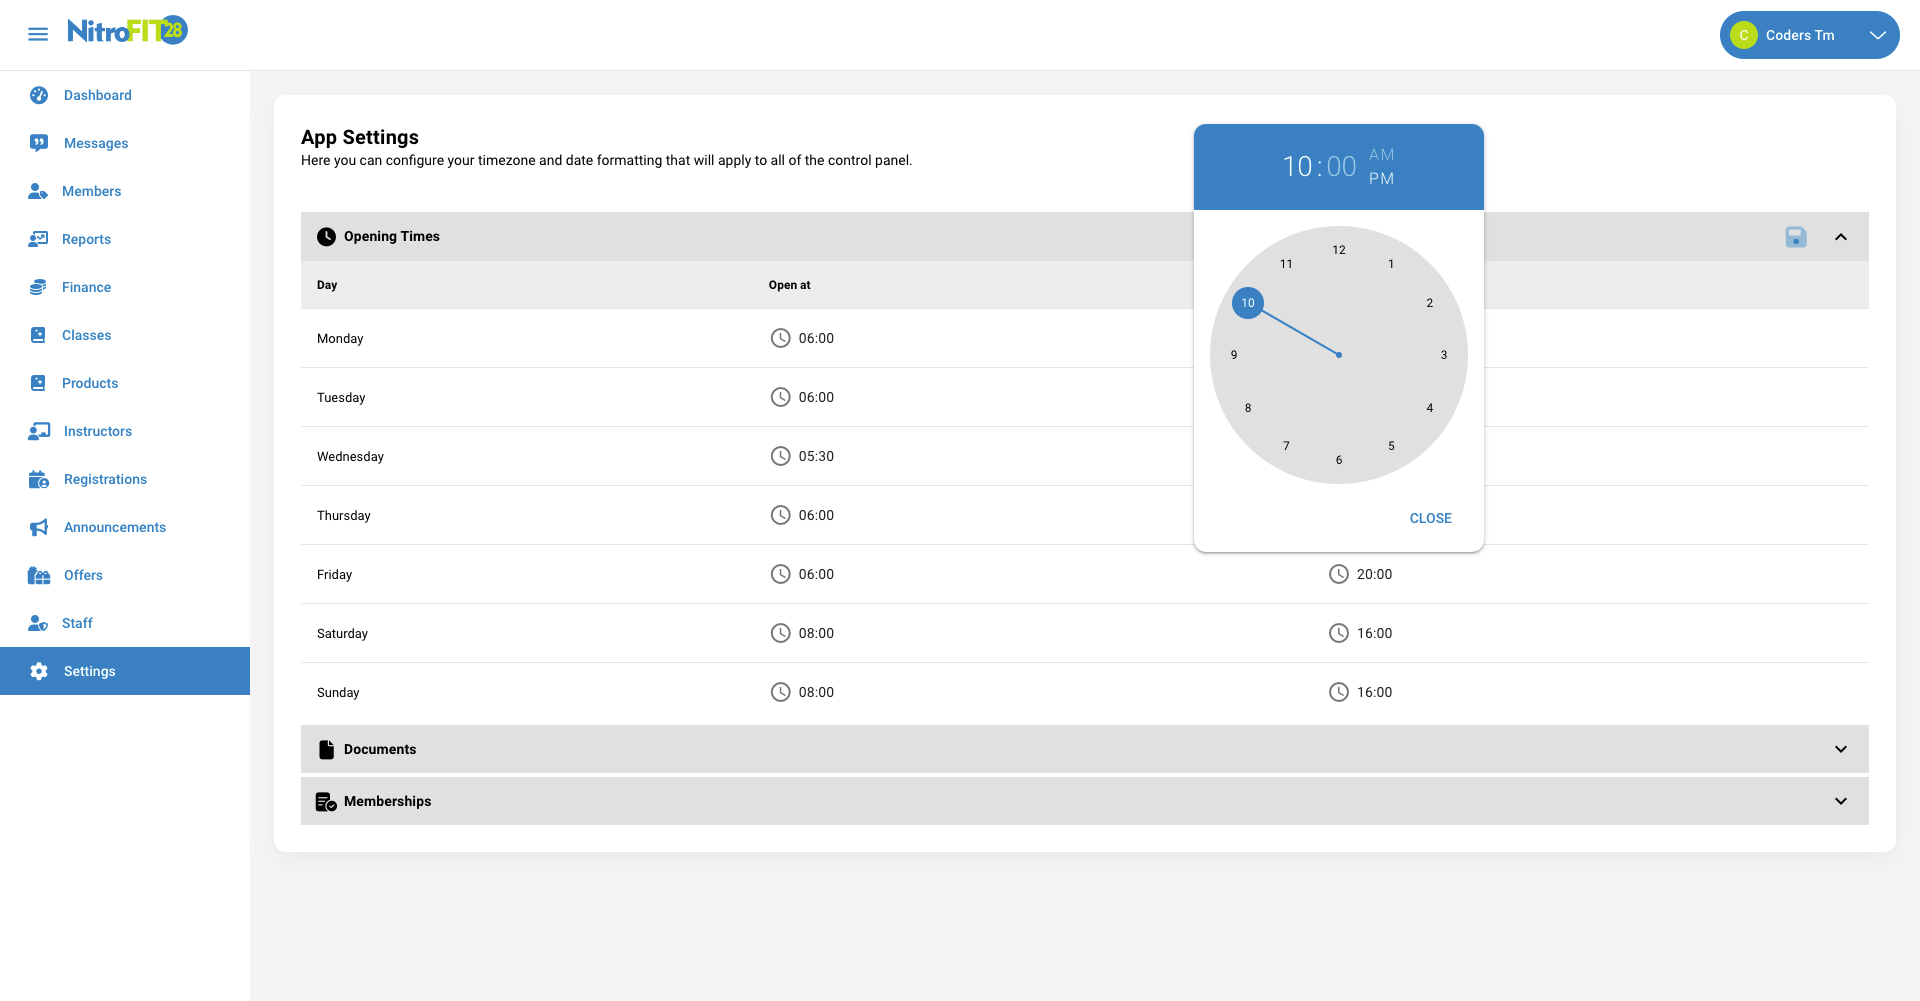 NitroFIT28
C Coders Tm
Dashboard
Messages
Members
Reports
Finance
Classes
Products
Instructors
Registrations
Announcements
Offers
Staff
Settings
App Settings
Here you can configure your timezone and date formatting that will apply to all of the control panel.
Opening Times
Day Open at
Monday 06:00
Tuesday 06:00
Wednesday 05:30
Thursday 06:00
Friday 06:00 20:00
Saturday 08:00 16:00
Sunday 08:00 16:00
Documents
Memberships
10:00 AM
PM
12
11 1
10 2
9 3
8 4
7 5
6
CLOSE